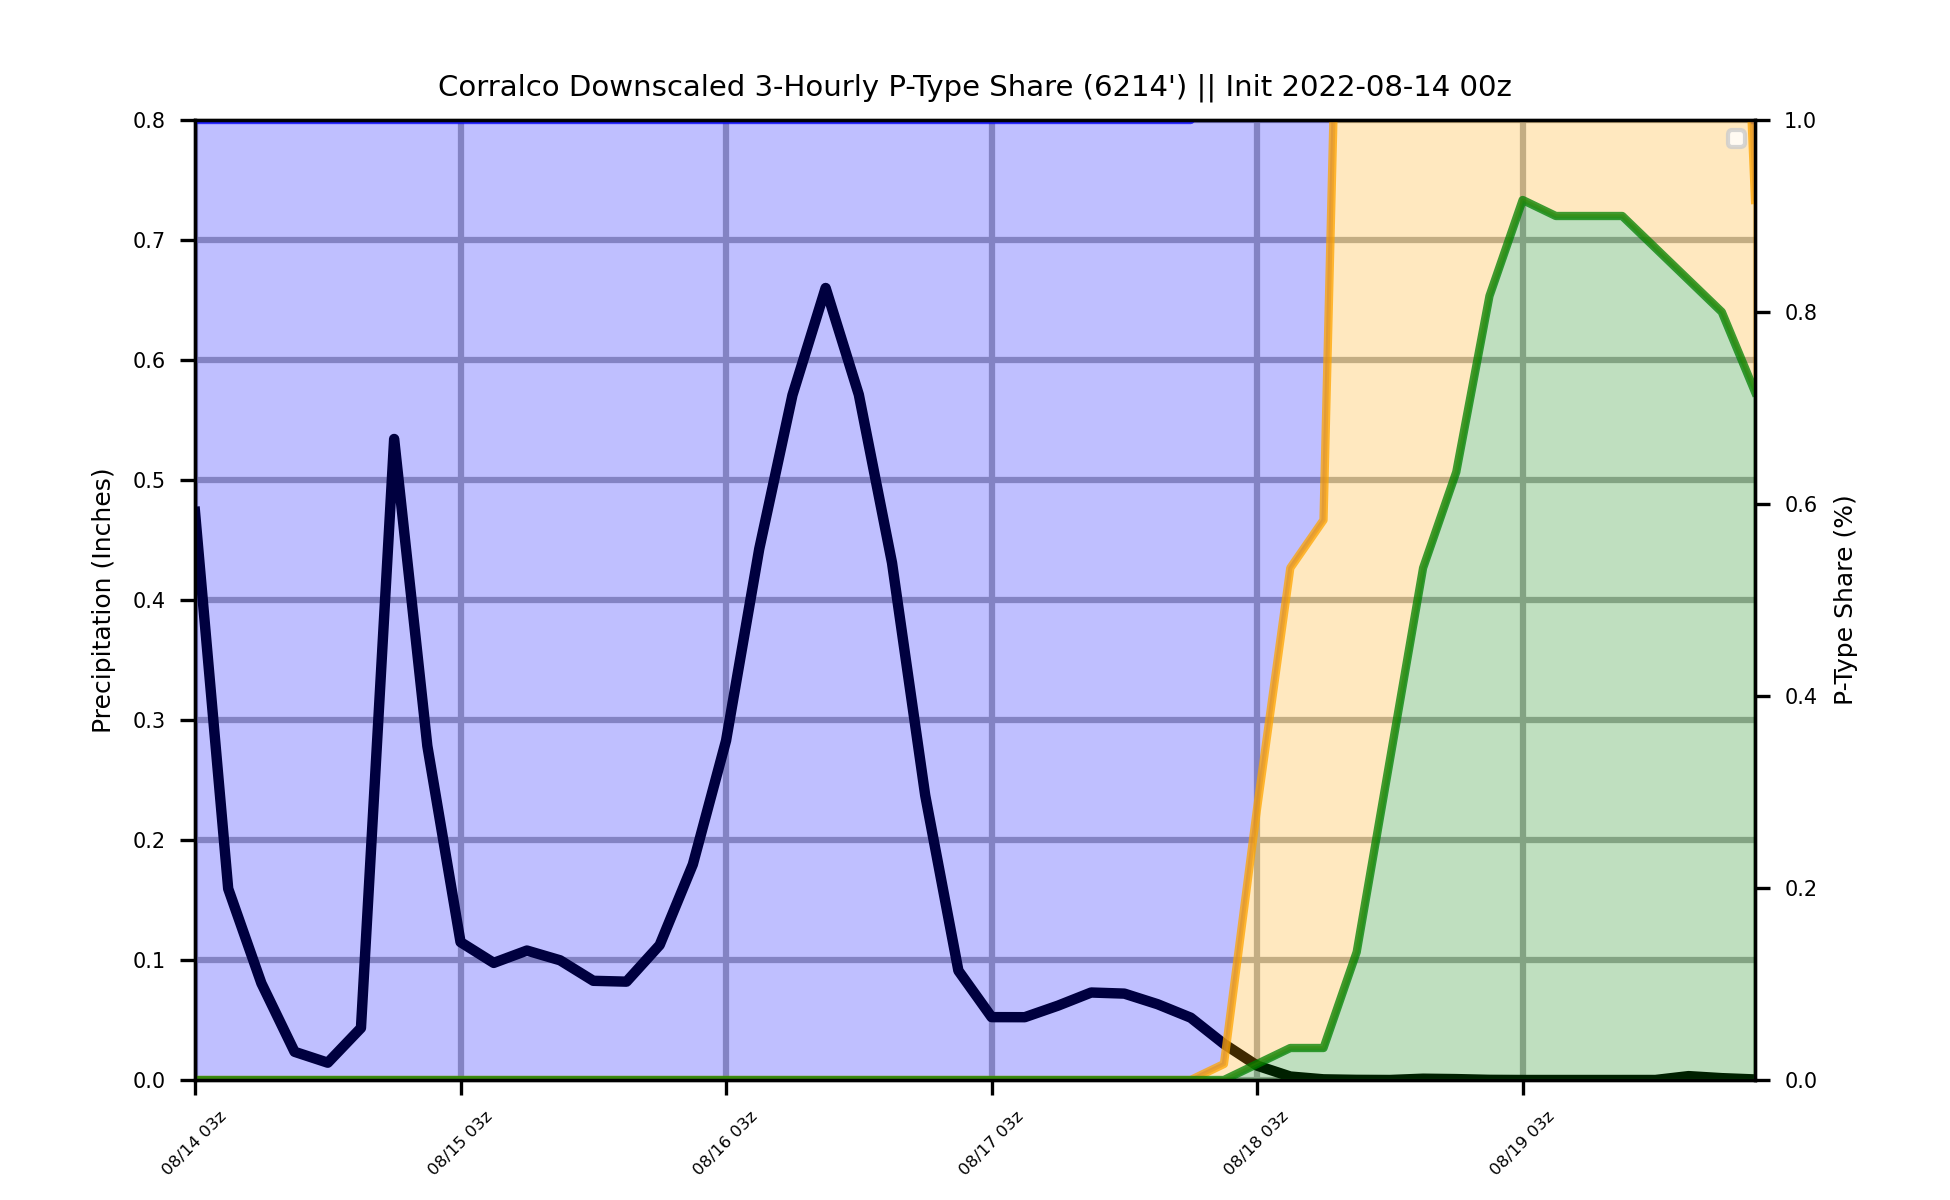 Corralco Downscaled 3-Hourly P-Type Share (6214') || Init 2022-08-14 00z
Precipitation (Inches)
0.8
0.7
0.6
0.5
0.4
0.3
0.2
0.1
0.0
1.0
0.8
0.6
0.4
0.2
0.0
P-Type Share (%)
08/14 03z
08/15 03z
08/16 03z
08/17 03z
08/18 03z
08/19 03z